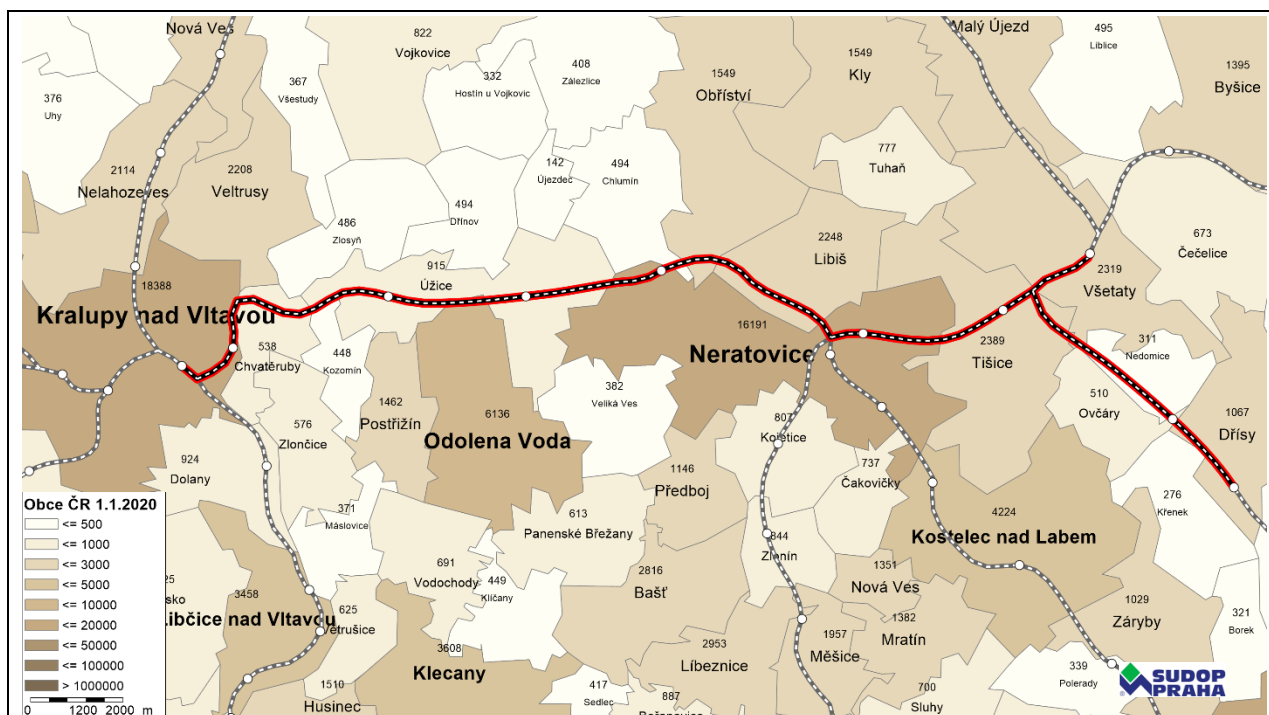 Nová Ves
822
Vojkovice
Malý Újezd
495
Liblice
1395
Byšice
367
Všestudy
332
Hostín u Vojkovic
408
Zálezlice
1549
Obříství
1549
Kly
376
Uhy
2114
Nelahozeves
2208
Veltrusy
142
Újezdec
494
Chlumín
777
Tuhaň
494
Dřínov
486
Zlosyň
2248
Libiš
673
Čečelice
915
Úžice
2319
Všetaty
18388
Kralupy nad Vltavou
538
Chvatěruby
448
Kozomín
16191
Neratovice
2389
Tišice
311
Nedomice
510
Ovčáry
1067
Dřísy
382
Veliká Ves
1462
Postřižín
6136
Odolena Voda
576
Zlončice
807
Kojetice
924
Dolany
1146
Předboj
737
Čakovičky
276
Křenek
371
Máslovice
613
Panenské Břežany
844
Zlonín
4224
Kostelec nad Labem
691
Vodochody
449
Klíčany
2816
Bašť
1351
Nová Ves
3458
Libčice nad Vltavou
625
Větrušice
1382
Mratín
1029
Záryby
321
Borek
3608
Klecany
2953
Líbeznice
1957
Měšice
339
Polerady
1510
Husinec
417
Sedlec
887
700
Sluhy
Obce ČR 1.1.2020
<= 500
<= 1000
<= 3000
<= 5000
<= 10000
<= 20000
<= 50000
<= 100000
> 1000000
0 1200 2000 m
SUDOP
PRAHA